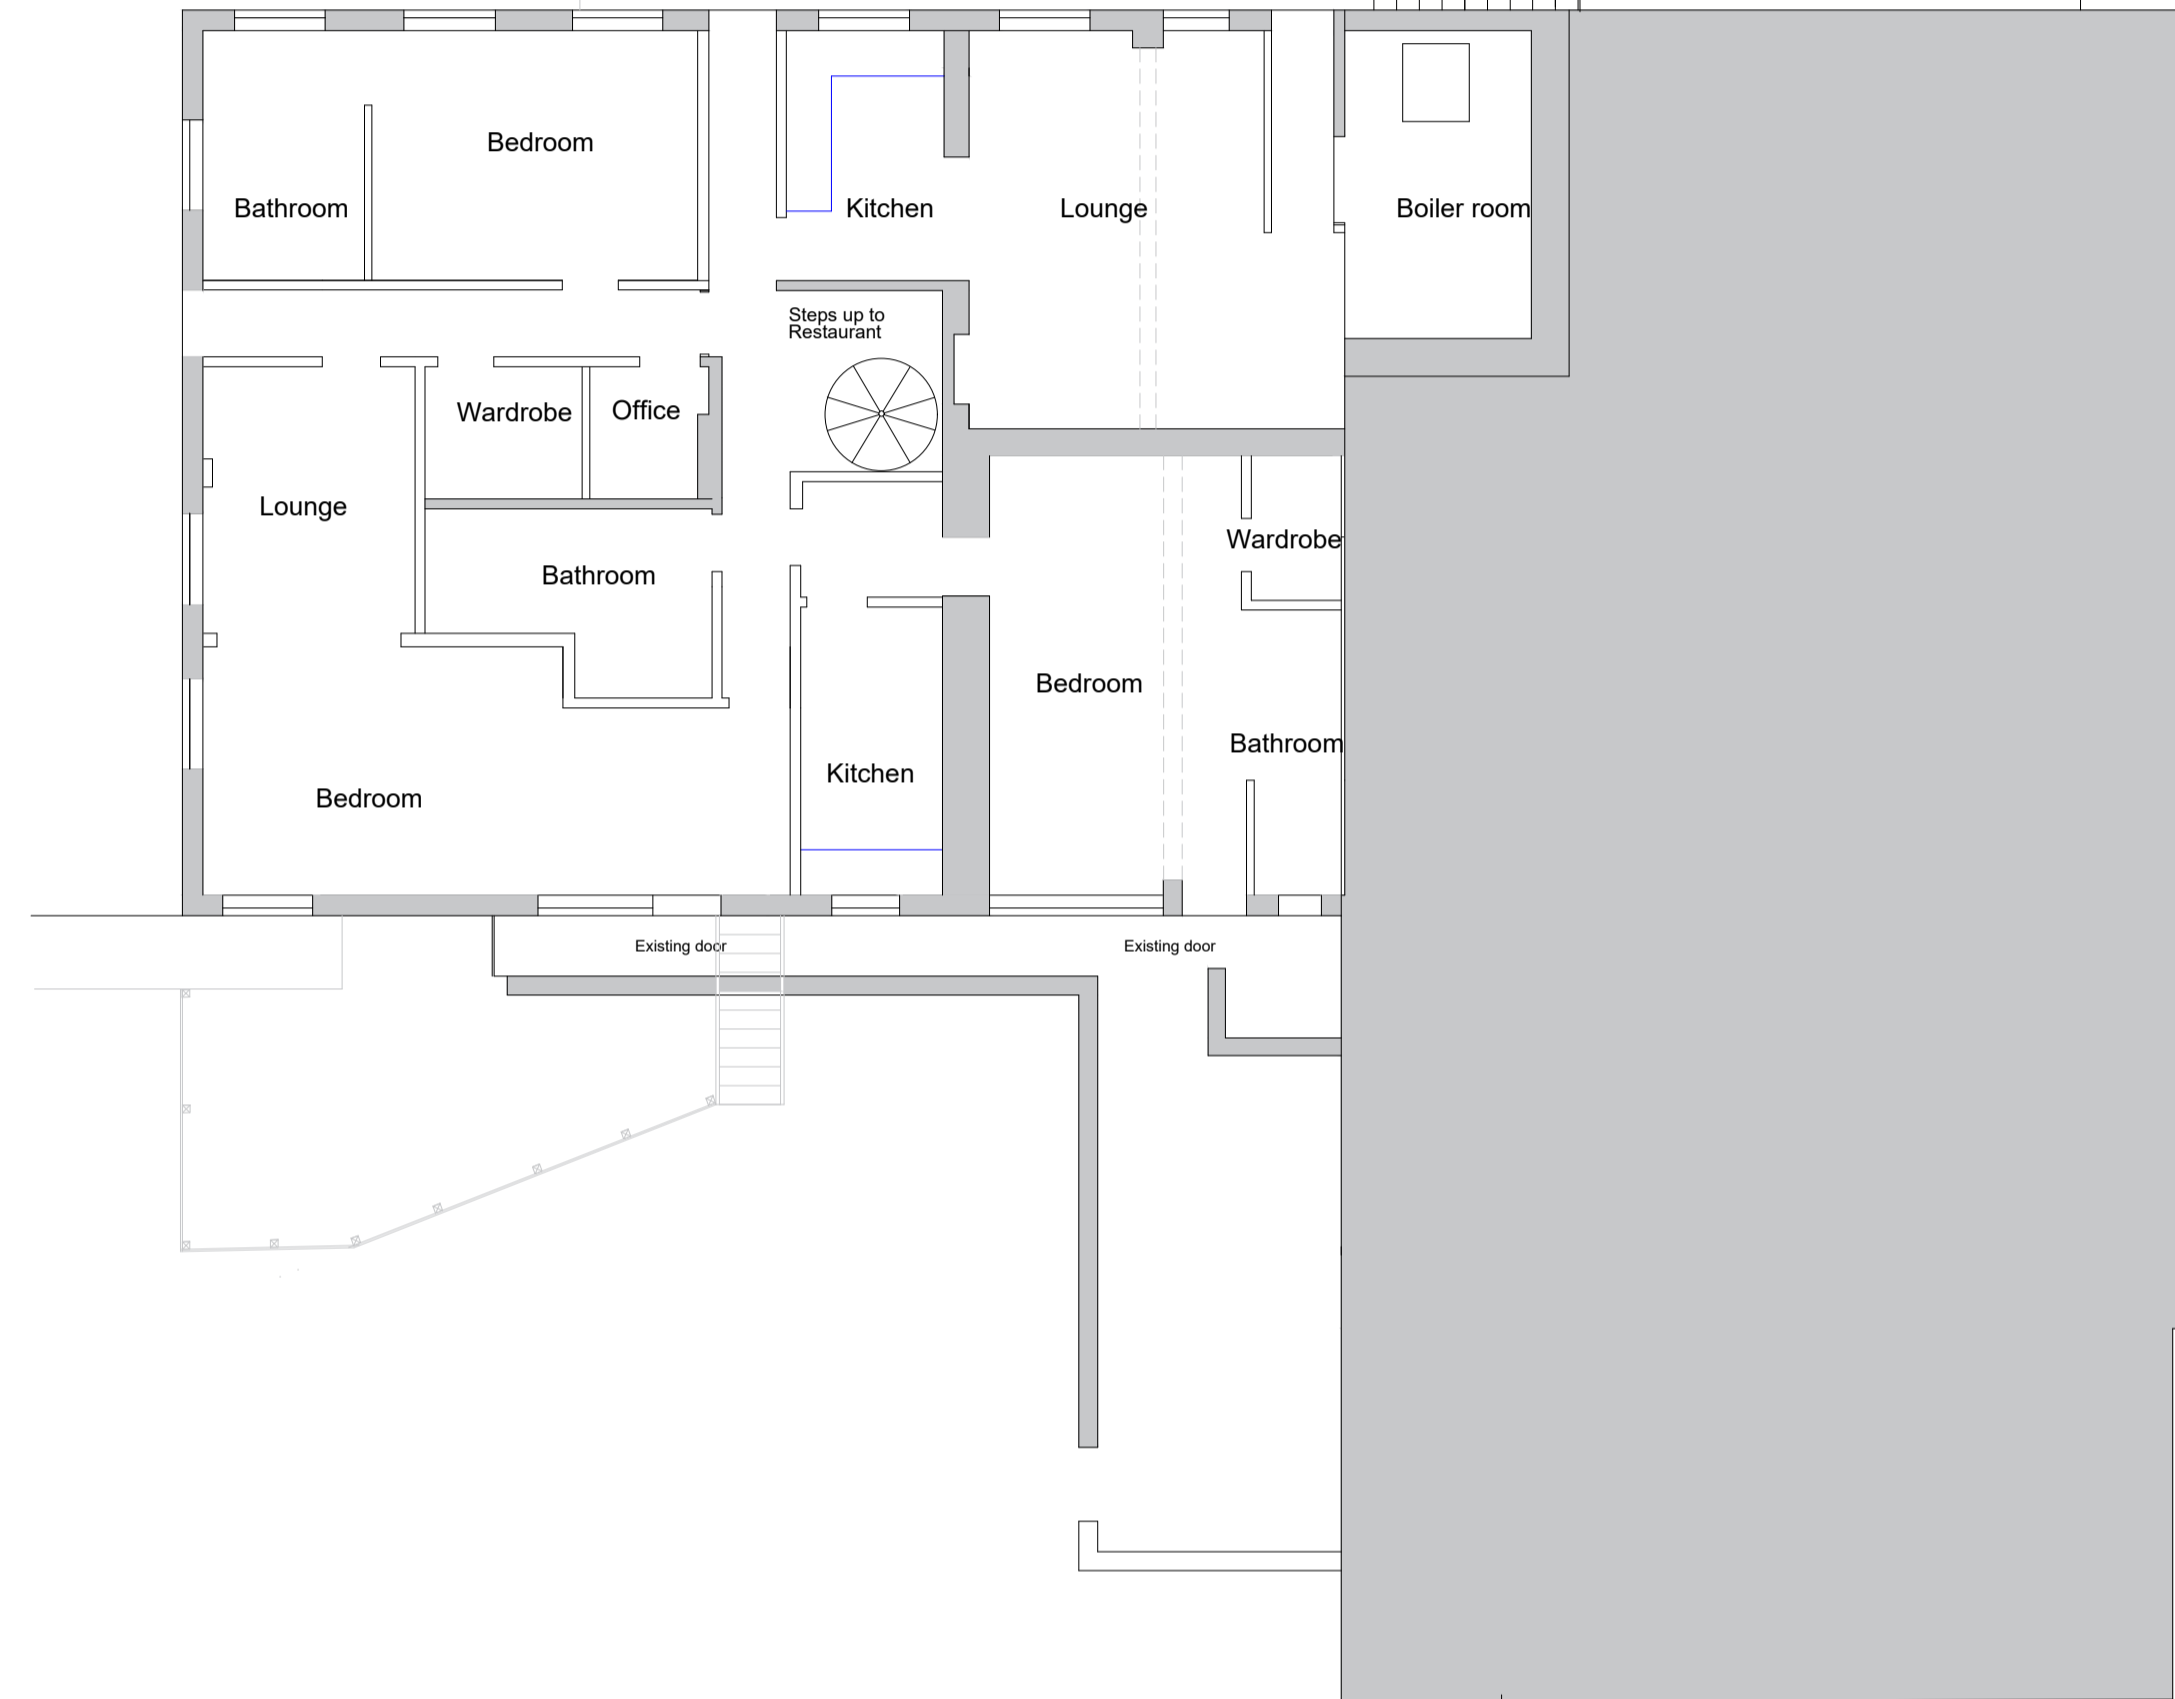 Bedroom
Bathroom
Kitchen
Lounge
Boiler room
Steps up to
Restaurant
Wardrobe
Office
Lounge
Wardrobe
Bathroom
Bedroom
Bathroom
Kitchen
Bedroom
Existing door
Existing door